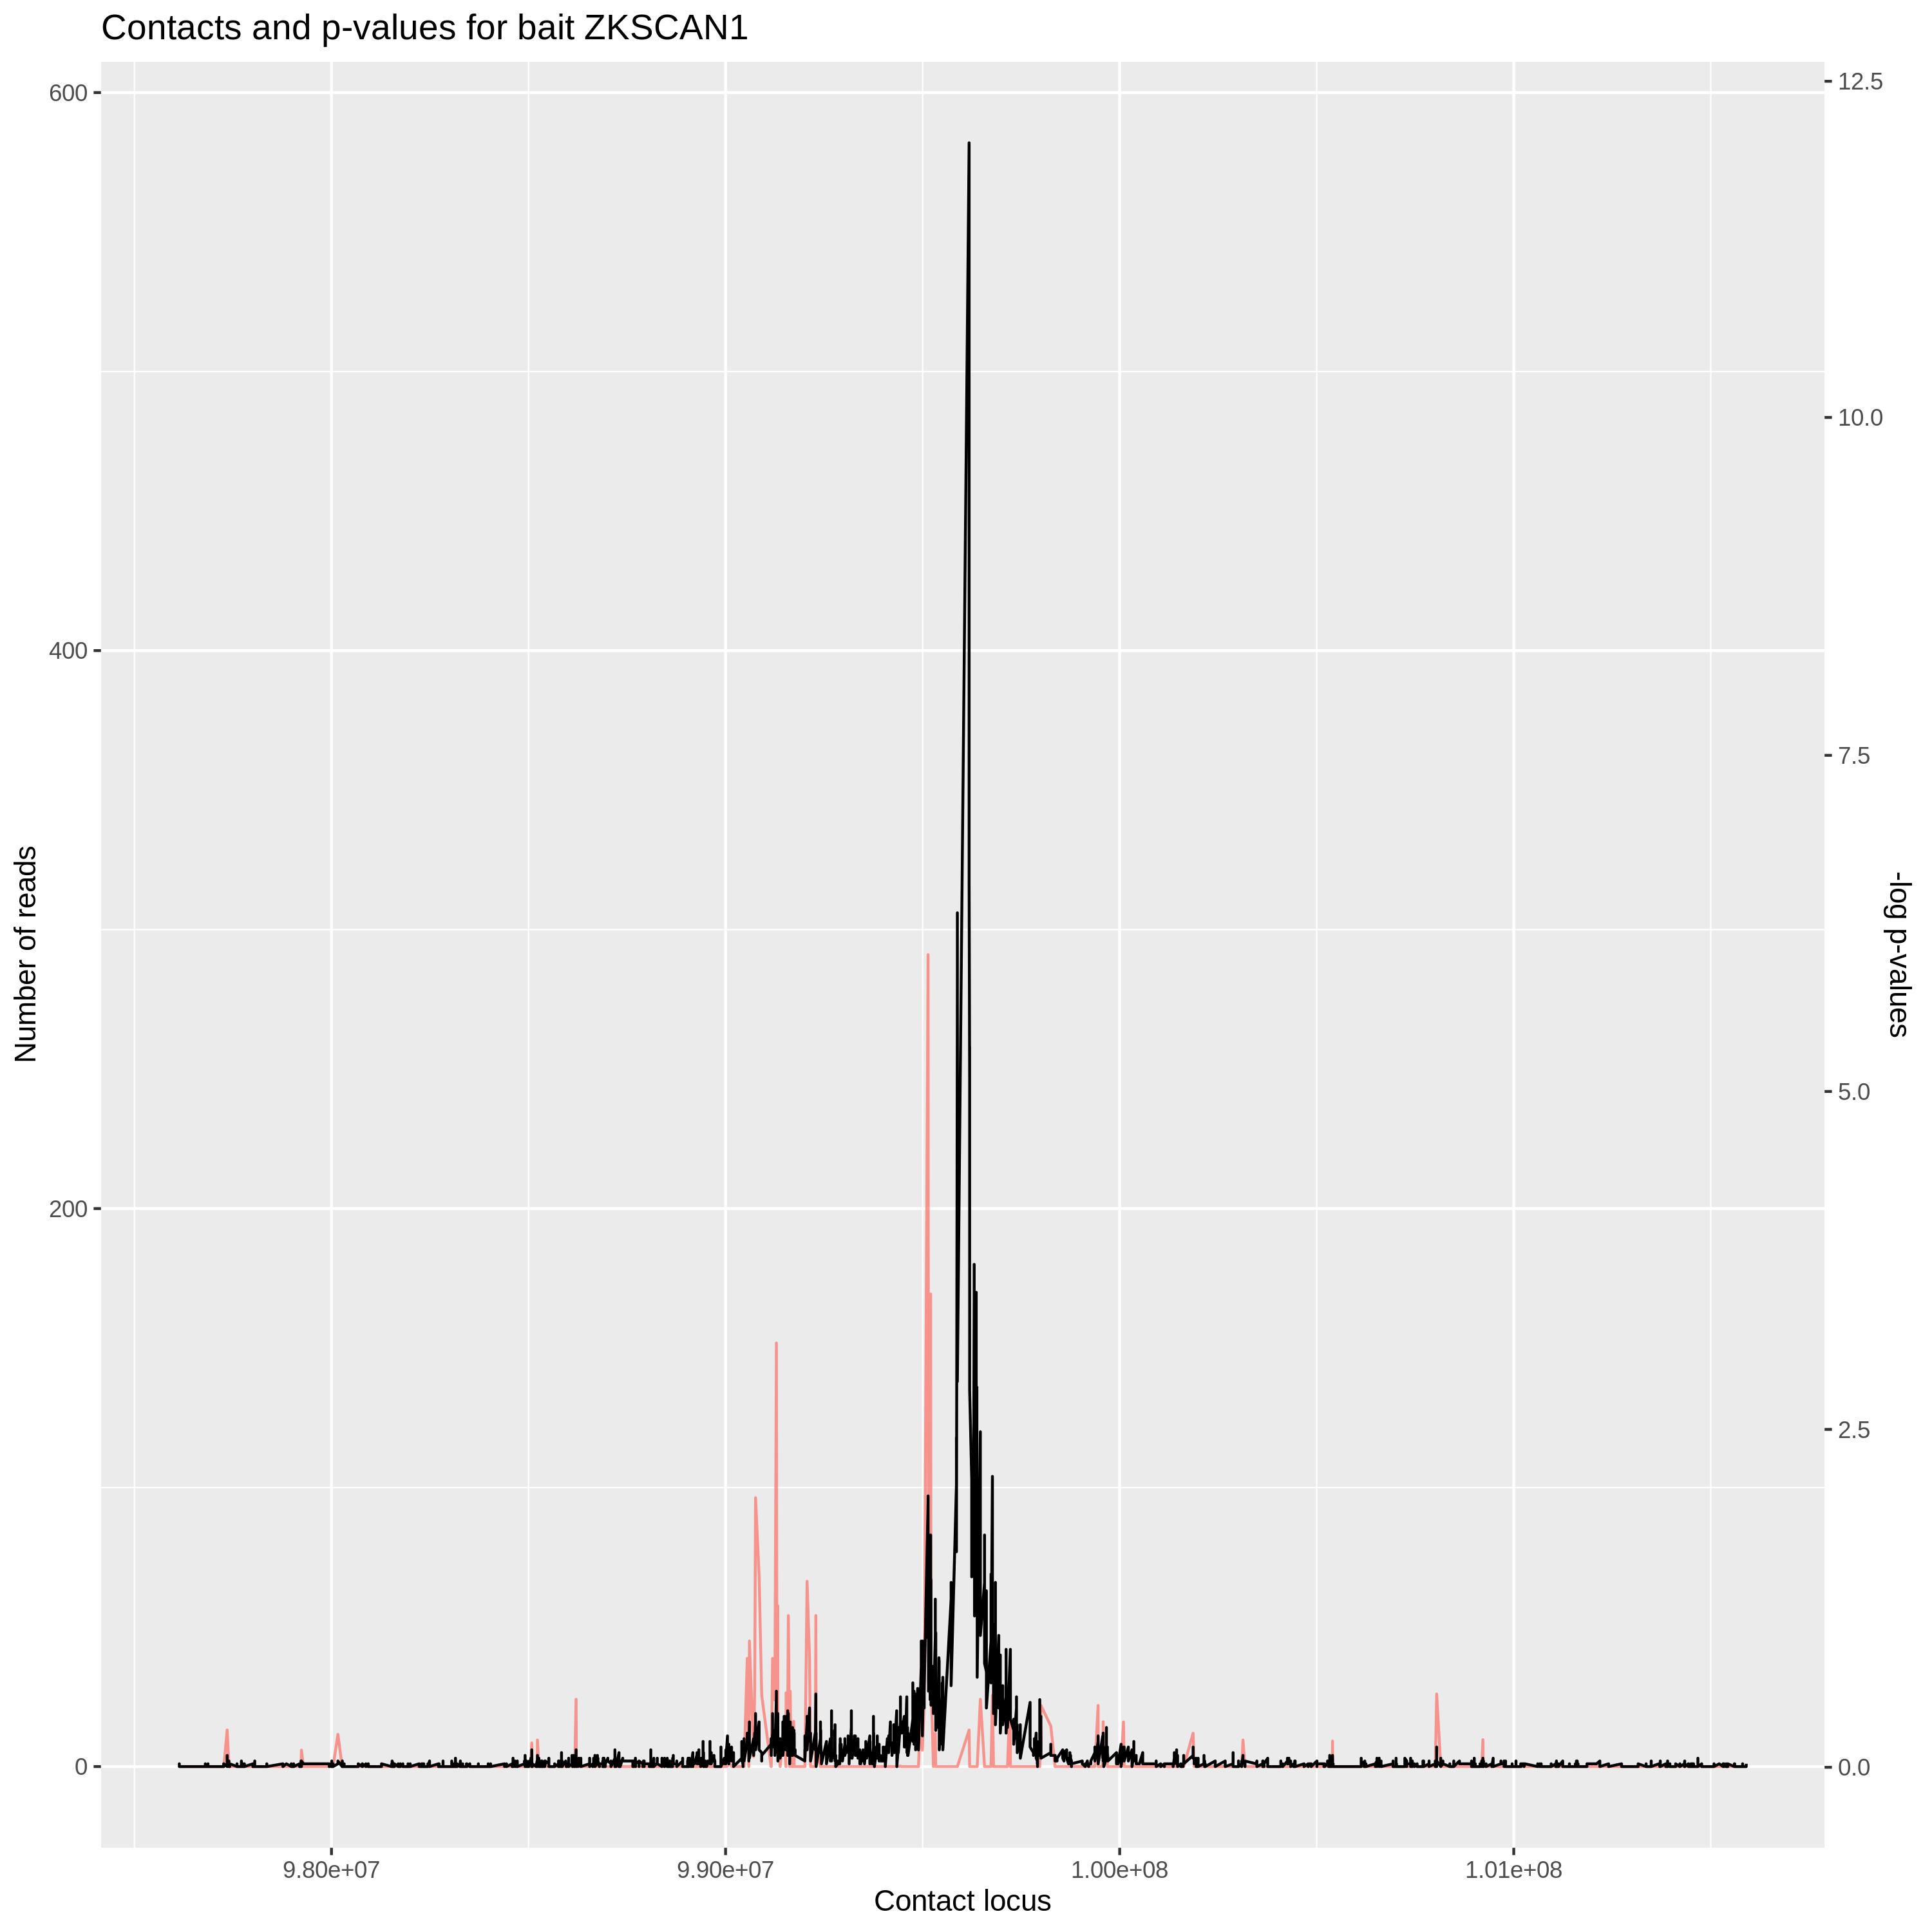 Contacts and p-values for bait ZKSCAN1
600
400
200
0
Number of reads
12.5
10.0
7.5
5.0
2.5
0.0
-log p-values
9.80e+07
9.90e+07
1.00e+08
1.01e+08
Contact locus